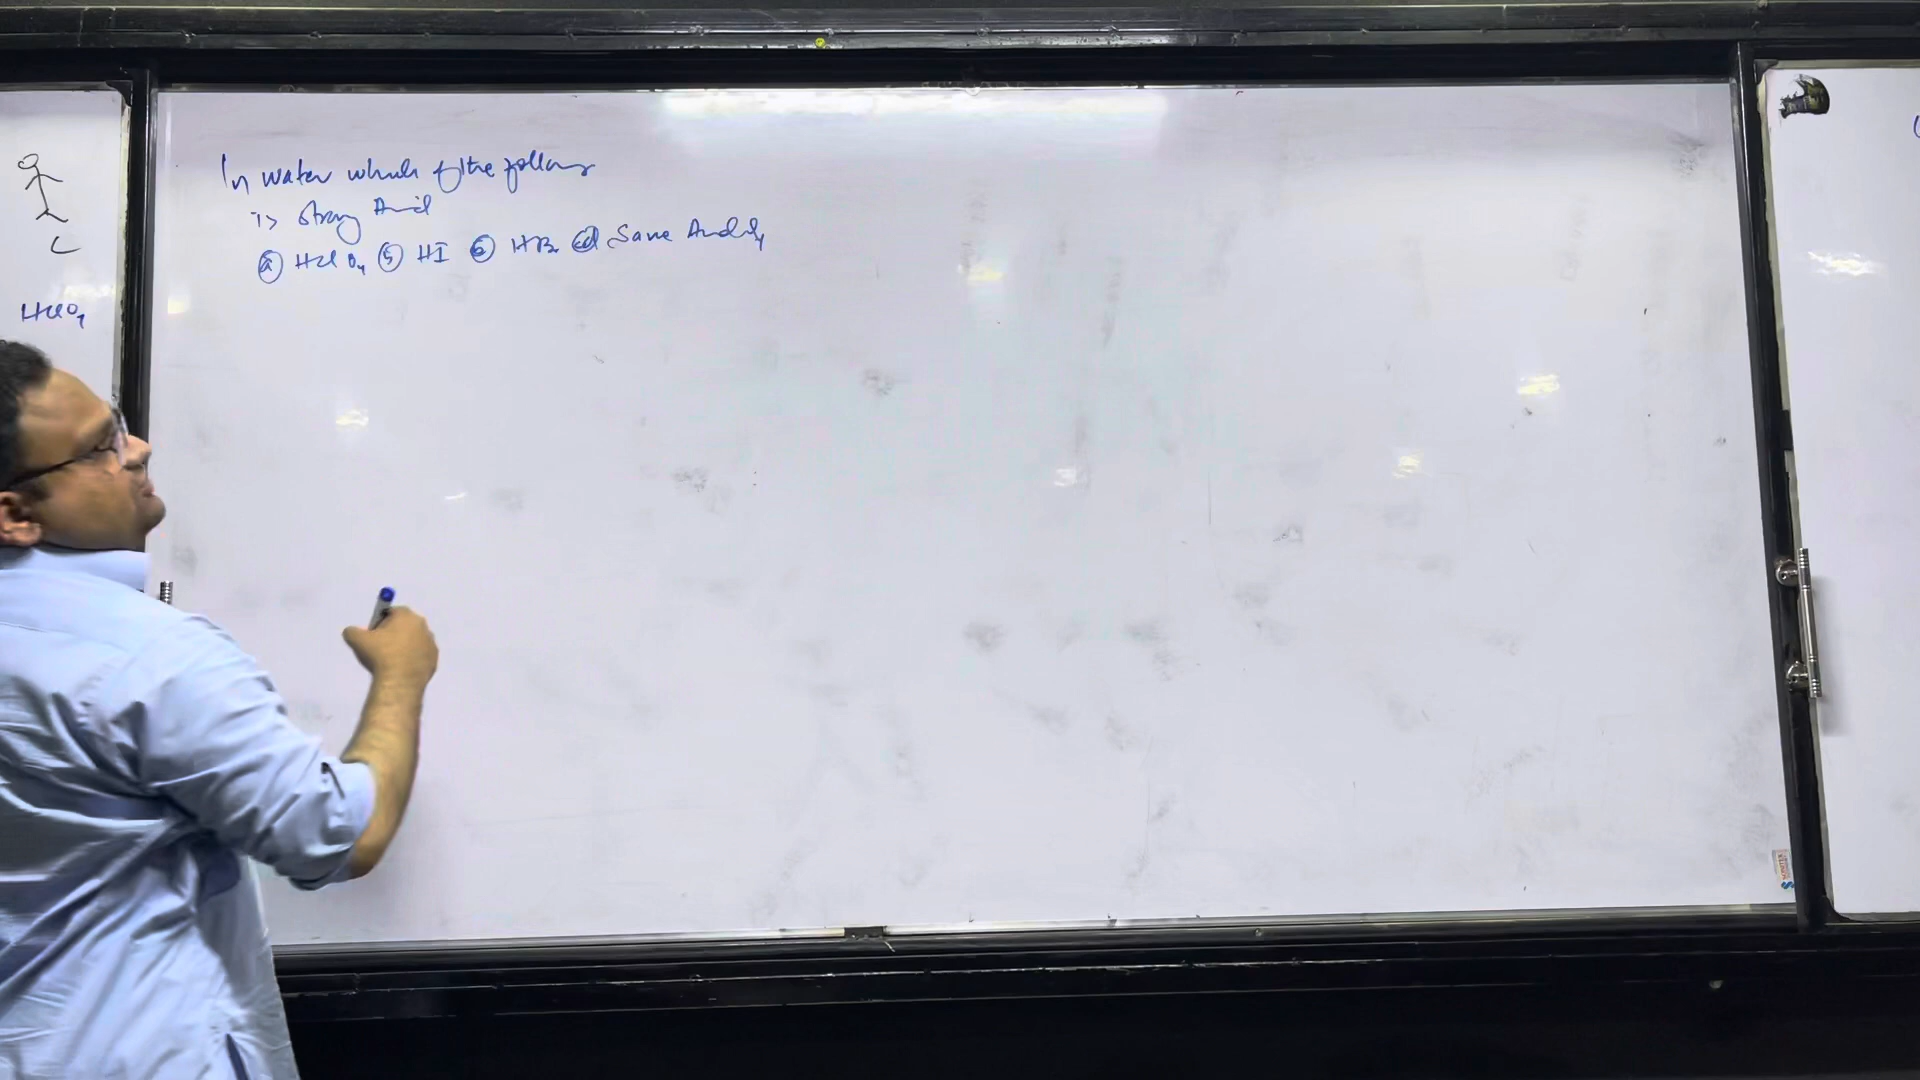 HClO4
In water which of the following
is strong Acid
ⓐ HClO4 ⓑ HI ⓒ HBr ⓓ Same Acidity